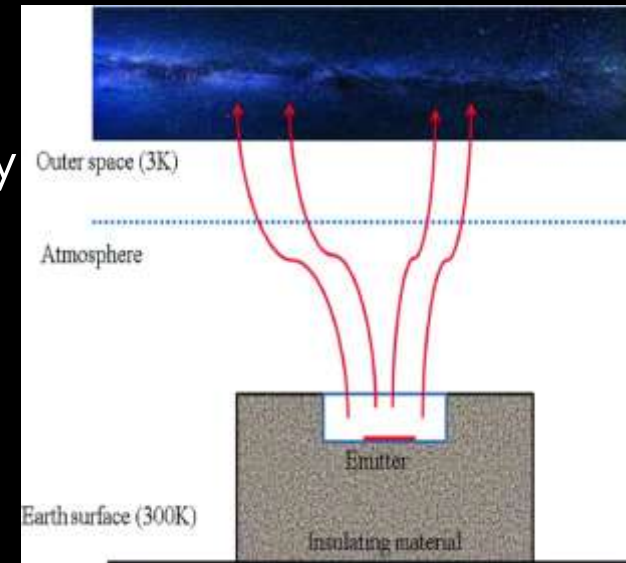 y
Outer space (3K)
Atmosphere
Emitter
Earth surface (300K)
Insulating material